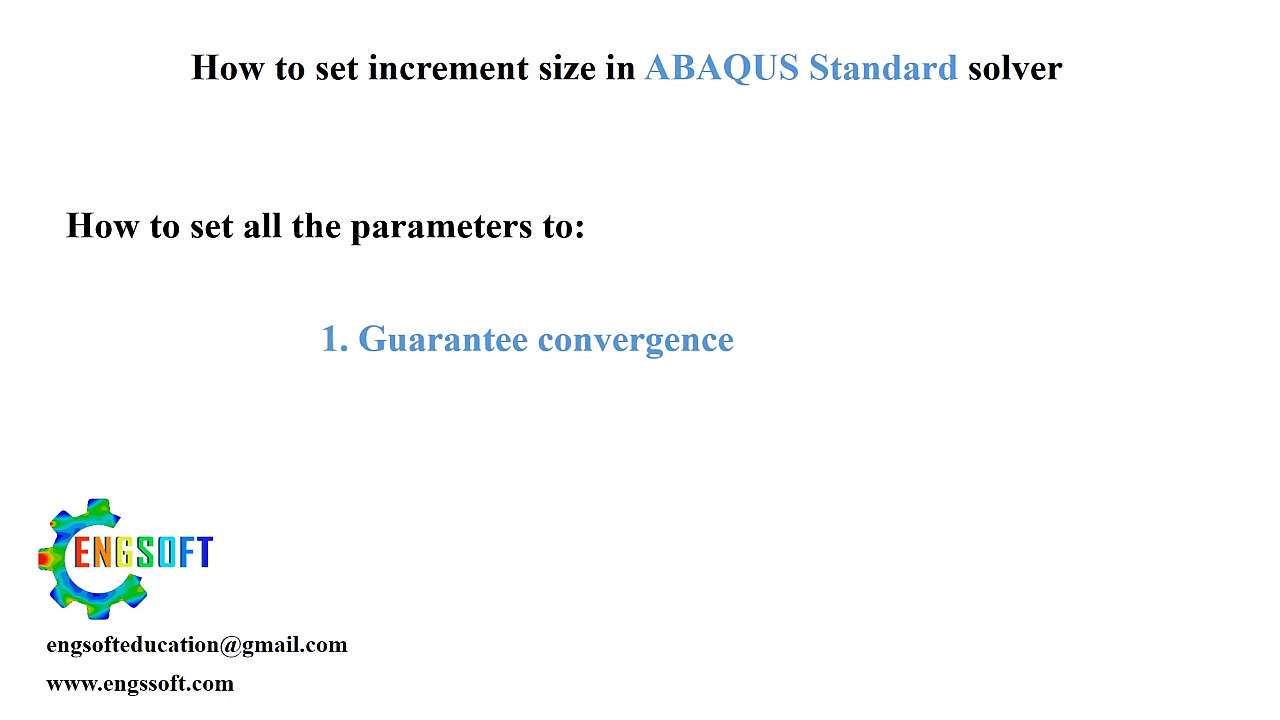 How to set increment size in ABAQUS Standard solver
How to set all the parameters to:
1. Guarantee convergence
ENGSOFT
engsofteducation@gmail.com
www.engssoft.com